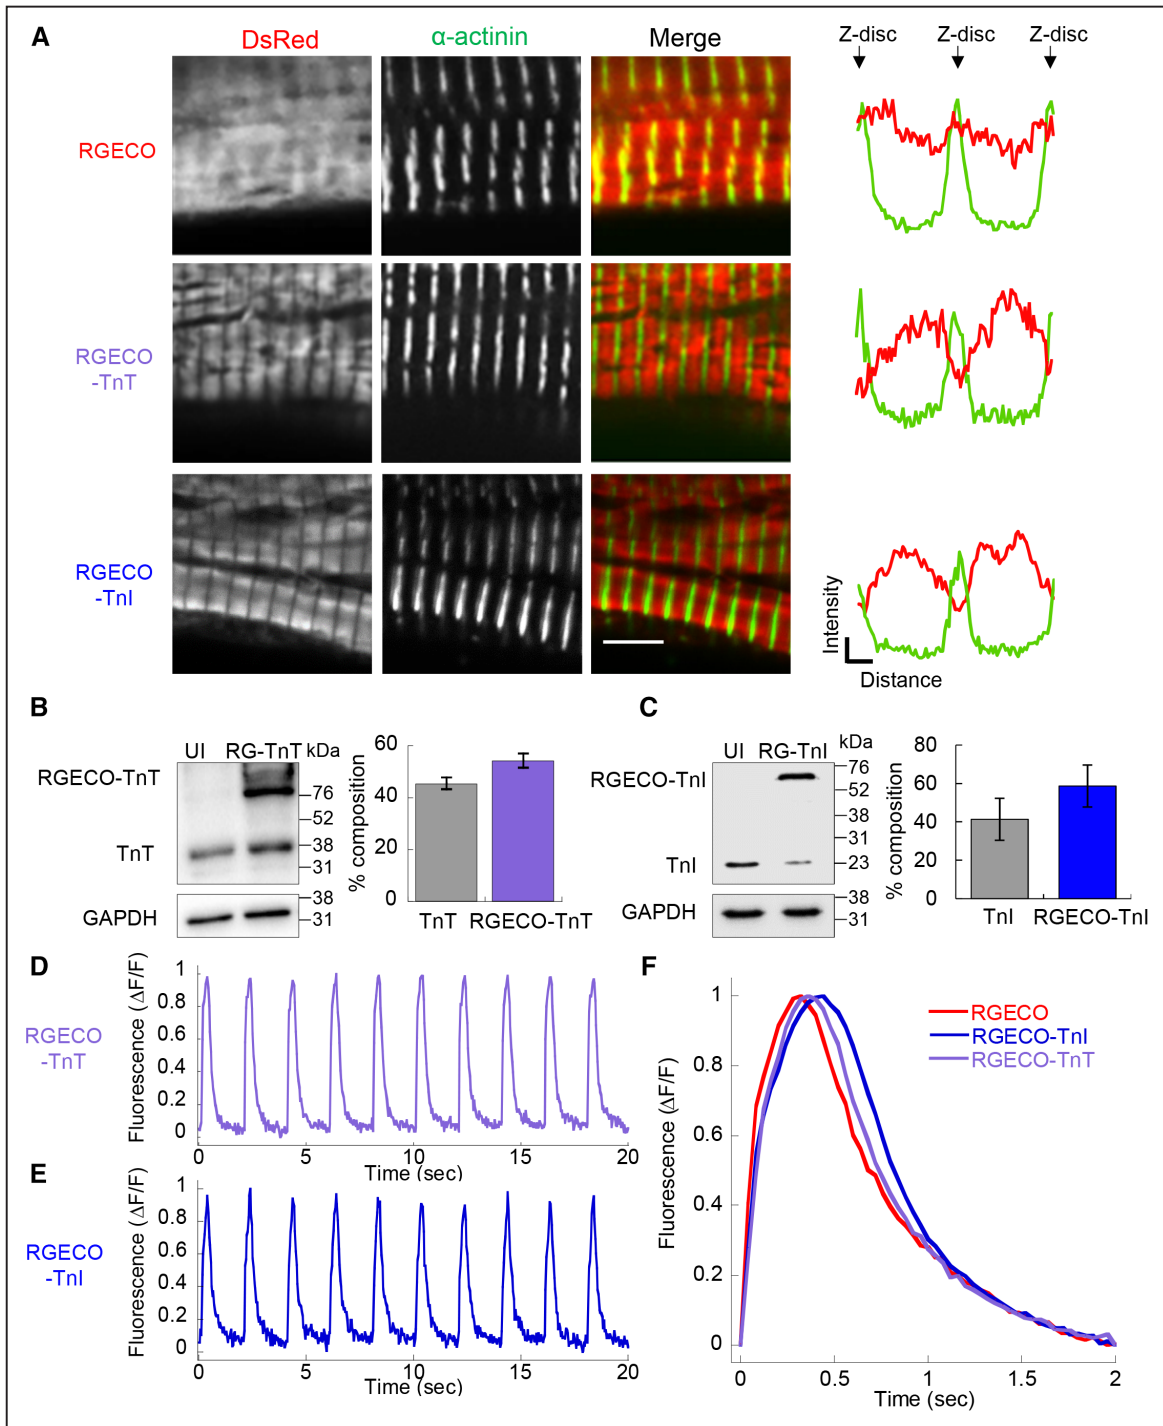 A
DsRed
α-actinin
Merge
Z-disc
Z-disc
Z-disc
RGECO
RGECO
-TnT
RGECO
-TnI
Intensity
Distance
B
UI
RG-TnT
kDa
RGECO-TnT
TnT
GAPDH
76
52
38
31
38
31
% composition
60
40
20
0
TnT
RGECO-TnT
C
UI
RG-TnI
kDa
RGECO-TnI
TnI
GAPDH
76
52
38
31
23
38
31
% composition
80
60
40
60
20
0
TnI
RGECO-TnI
D
RGECO
-TnT
Fluorescence (ΔF/F)
1
0.8
0.6
0.4
0.2
0
0
5
10
15
20
Time (sec)
E
RGECO
-TnI
Fluorescence (ΔF/F)
1
0.8
0.6
0.4
0.2
0
0
5
10
15
20
Time (sec)
F
RGECO
RGECO-TnI
RGECO-TnT
Fluorescence (ΔF/F)
1
0.8
0.6
0.4
0.2
0
0
0.5
1
1.5
2
Time (sec)